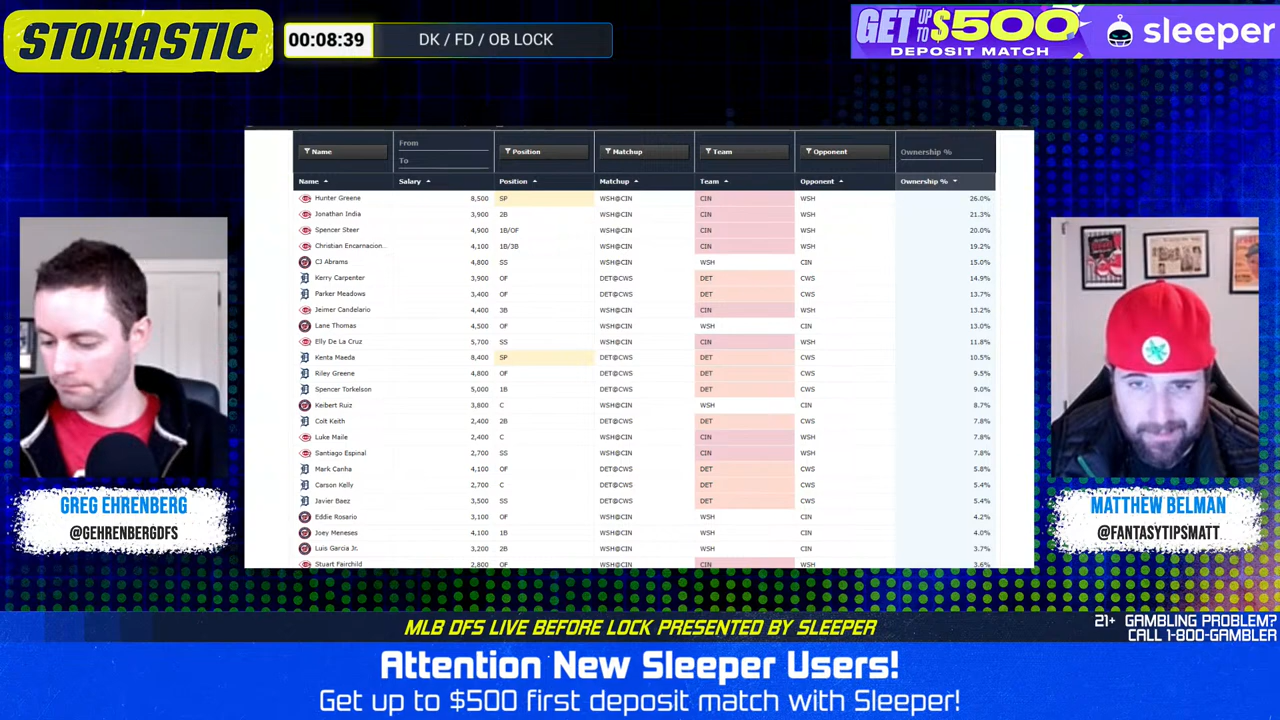 STOKASTIC
00:08:39 DK / FD / OB LOCK
GET UP TO $500
DEPOSIT MATCH
sleeper
Name From To Position Matchup Team Opponent Ownership %
Name Salary Position Matchup Team Opponent Ownership %
Hunter Greene 8,500 SP WSH@CIN CIN WSH 26.0%
Jonathan India 3,900 2B WSH@CIN CIN WSH 21.3%
Spencer Steer 4,900 1B/OF WSH@CIN CIN WSH 20.0%
Christian Encarnacion... 4,100 1B/3B WSH@CIN CIN WSH 19.2%
CJ Abrams 4,800 SS WSH@CIN WSH CIN 15.0%
Kerry Carpenter 3,900 OF DET@CWS DET CWS 14.9%
Parker Meadows 3,400 OF DET@CWS DET CWS 13.7%
Jeimer Candelario 4,400 3B WSH@CIN CIN WSH 13.2%
Lane Thomas 4,500 OF WSH@CIN WSH CIN 13.0%
Elly De La Cruz 5,700 SS WSH@CIN CIN WSH 11.8%
Kenta Maeda 8,400 SP DET@CWS DET CWS 10.5%
Riley Greene 4,800 OF DET@CWS DET CWS 9.5%
Spencer Torkelson 5,000 1B DET@CWS DET CWS 9.0%
Keibert Ruiz 3,800 C WSH@CIN WSH CIN 8.7%
Colt Keith 2,400 2B DET@CWS DET CWS 7.8%
Luke Maile 2,400 C WSH@CIN CIN WSH 7.8%
Santiago Espinal 2,700 SS WSH@CIN CIN WSH 7.8%
Mark Canha 4,100 OF DET@CWS DET CWS 5.8%
Carson Kelly 2,700 C DET@CWS DET CWS 5.4%
Javier Baez 3,500 SS DET@CWS DET CWS 5.4%
Eddie Rosario 3,100 OF WSH@CIN WSH CIN 4.2%
Joey Meneses 4,100 1B WSH@CIN WSH CIN 4.0%
Luis Garcia Jr. 3,200 2B WSH@CIN WSH CIN 3.7%
Stuart Fairchild 2,800 OF WSH@CIN CIN WSH 3.6%
GREG EHRENBERG
@GEHRENBERGDFS
MATTHEW BELMAN
@FANTASYTIPSMATT
MLB DFS LIVE BEFORE LOCK PRESENTED BY SLEEPER
21+ GAMBLING PROBLEM?
CALL 1-800-GAMBLER
Attention New Sleeper Users!
Get up to $500 first deposit match with Sleeper!